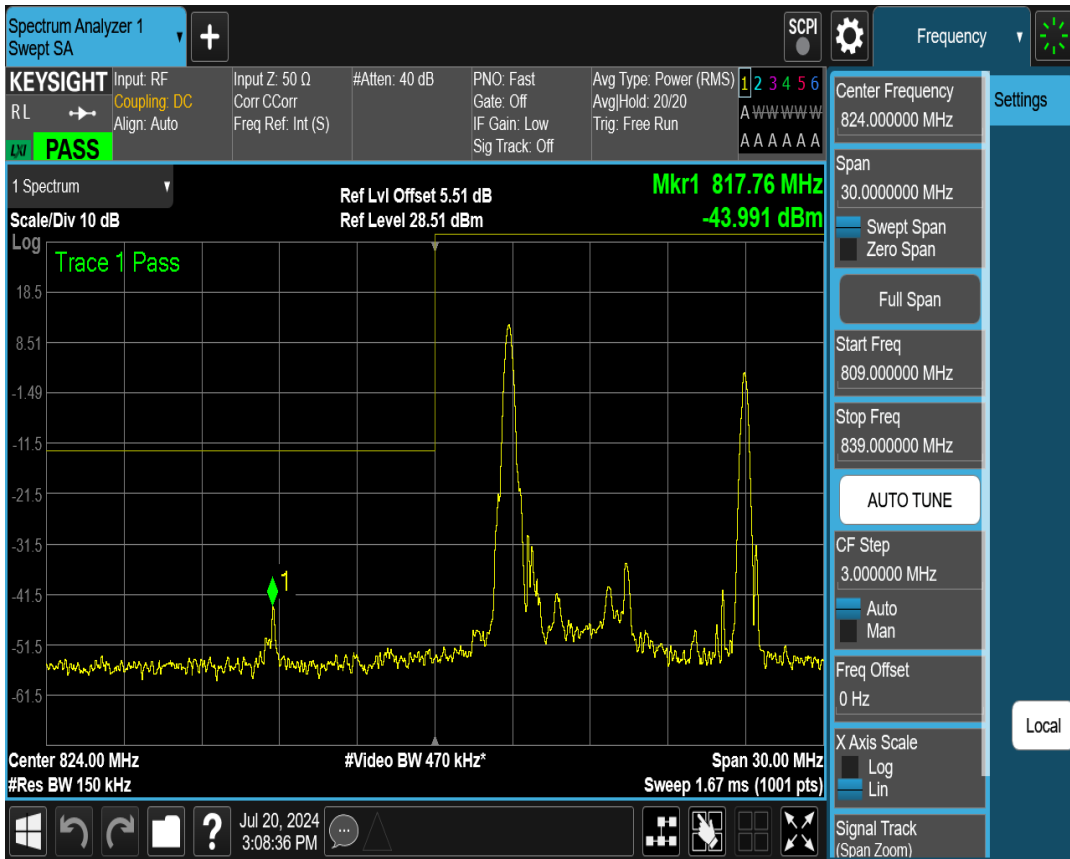 Spectrum Analyzer 1
Swept SA
+
SCPI
Frequency
KEYSIGHT
RL
LXI PASS
Input: RF
Coupling: DC
Align: Auto
Input Z: 50 Ω
Corr CCorr
Freq Ref: Int (S)
#Atten: 40 dB
PNO: Fast
Gate: Off
IF Gain: Low
Sig Track: Off
Avg Type: Power (RMS)
Avg|Hold: 20/20
Trig: Free Run
1 2 3 4 5 6
A W W W W W
A A A A A A
1 Spectrum
Scale/Div 10 dB
Ref Lvl Offset 5.51 dB
Ref Level 28.51 dBm
Mkr1 817.76 MHz
-43.991 dBm
Log
Trace 1 Pass
18.5
8.51
-1.49
-11.5
-21.5
-31.5
-41.5
-51.5
-61.5
1
Center 824.00 MHz
#Res BW 150 kHz
#Video BW 470 kHz*
Span 30.00 MHz
Sweep 1.67 ms (1001 pts)
Center Frequency
824.000000 MHz
Span
30.0000000 MHz
Swept Span
Zero Span
Full Span
Start Freq
809.000000 MHz
Stop Freq
839.000000 MHz
AUTO TUNE
CF Step
3.000000 MHz
Auto
Man
Freq Offset
0 Hz
X Axis Scale
Log
Lin
Signal Track
(Span Zoom)
Settings
Local
?
Jul 20, 2024
3:08:36 PM